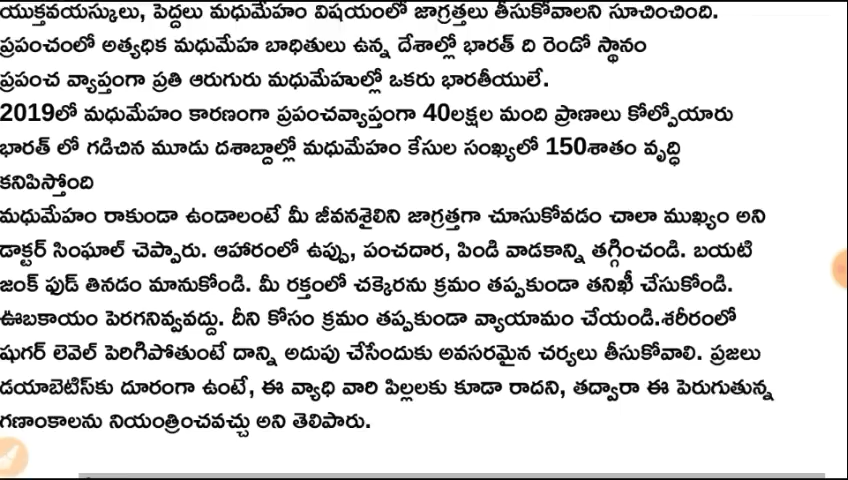 యుక్తవయస్కులు, పెద్దలు మధుమేహం విషయంలో జాగ్రత్తలు తీసుకోవాలని సూచించింది.
ప్రపంచంలో అత్యధిక మధుమేహ బాధితులు ఉన్న దేశాల్లో భారత్ ది రెండో స్థానం
ప్రపంచ వ్యాప్తంగా ప్రతి ఆరుగురు మధుమేహుల్లో ఒకరు భారతీయులే.
2019లో మధుమేహం కారణంగా ప్రపంచవ్యాప్తంగా 40లక్షల మంది ప్రాణాలు కోల్పోయారు
భారత్ లో గడిచిన మూడు దశాబ్దాల్లో మధుమేహం కేసుల సంఖ్యలో 150శాతం వృద్ధి
కనిపిస్తోంది
మధుమేహం రాకుండా ఉండాలంటే మీ జీవనశైలిని జాగ్రత్తగా చూసుకోవడం చాలా ముఖ్యం అని
డాక్టర్ సింఘాల్ చెప్పారు. ఆహారంలో ఉప్పు, పంచదార, పిండి వాడకాన్ని తగ్గించండి. బయటి
జంక్ ఫుడ్ తినడం మానుకోండి. మీ రక్తంలో చక్కెరను క్రమం తప్పకుండా తనిఖీ చేసుకోండి.
ఊబకాయం పెరగనివ్వవద్దు. దీని కోసం క్రమం తప్పకుండా వ్యాయామం చేయండి.శరీరంలో
షుగర్ లెవెల్ పెరిగిపోతుంటే దాన్ని అదుపు చేసేందుకు అవసరమైన చర్యలు తీసుకోవాలి. ప్రజలు
డయాబెటిస్‌కు దూరంగా ఉంటే, ఈ వ్యాధి వారి పిల్లలకు కూడా రాదని, తద్వారా ఈ పెరుగుతున్న
గణాంకాలను నియంత్రించవచ్చు అని తెలిపారు.